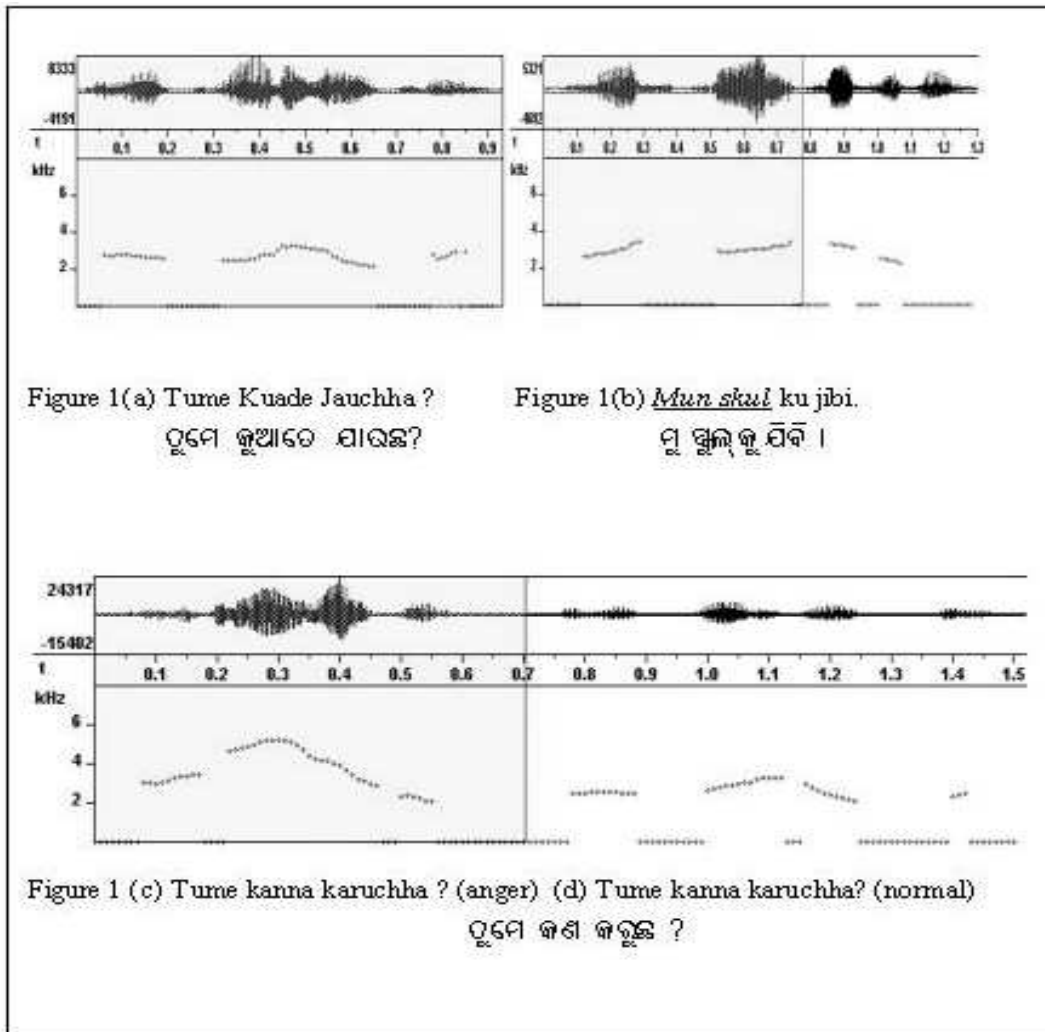 8333
-4191
t 0.1 0.2 0.3 0.4 0.5 0.6 0.7 0.8 0.9
kHz
6
4
2
5321
t 0.1 0.2 0.3 0.4 0.5 0.6 0.7 0.8 0.9 1.0 1.1 1.2 1.3
kHz
6
4
2
Figure 1(a) Tume Kuade Jauchha ?
ତୁମେ କୁଆଡେ ଯାଉଛ?
Figure 1(b) Mun skul ku jibi.
ମୁ ସ୍କୁଲ୍ କୁ ଯିବି ।
24317
-15482
t 0.1 0.2 0.3 0.4 0.5 0.6 0.7 0.8 0.9 1.0 1.1 1.2 1.3 1.4 1.5
kHz
6
4
2
Figure 1 (c) Tume kanna karuchha ? (anger) (d) Tume kanna karuchha? (normal)
ତୁମେ କଣ କରୁଛ ?